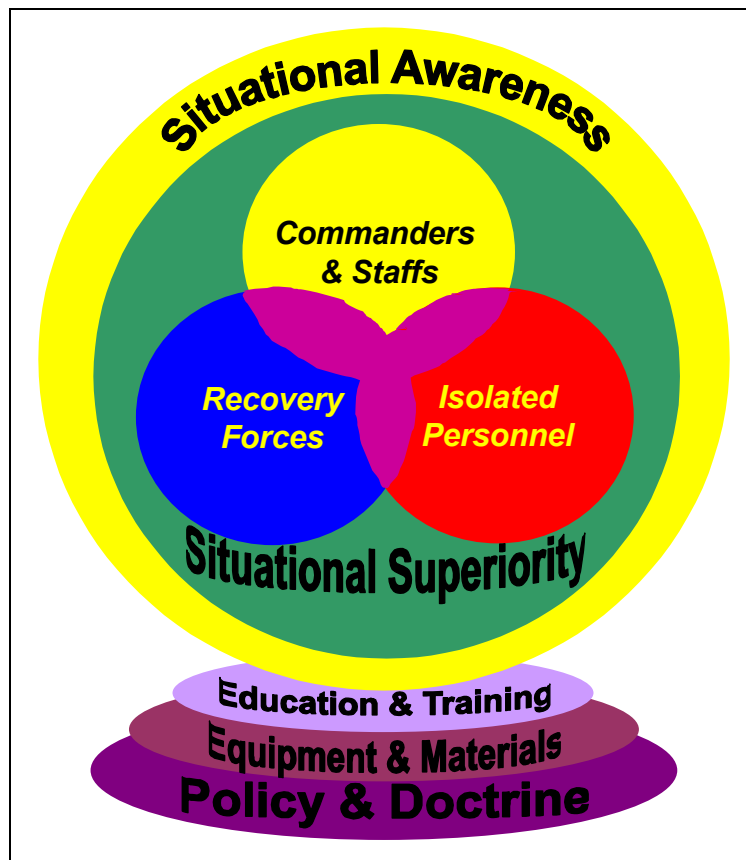 Situational Awareness
Commanders
& Staffs
Recovery
Forces
Isolated
Personnel
Situational Superiority
Education & Training
Equipment & Materials
Policy & Doctrine